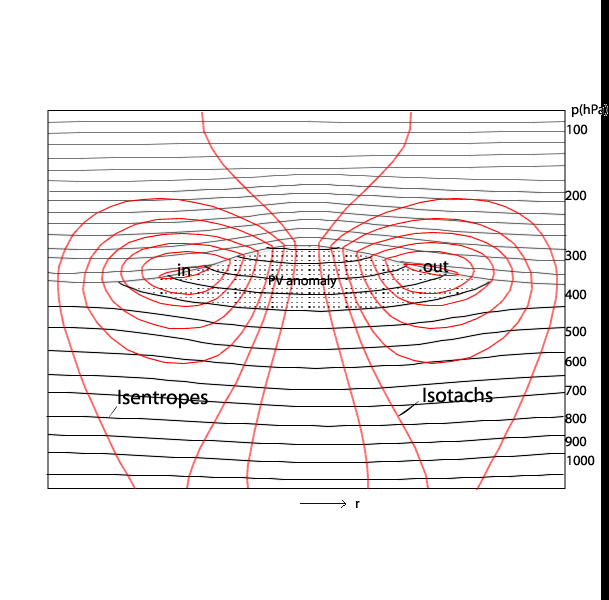 p(hPa)
100
200
300
in
out
PV anomaly
400
500
600
700
Isentropes
Isotachs
800
900
1000
r